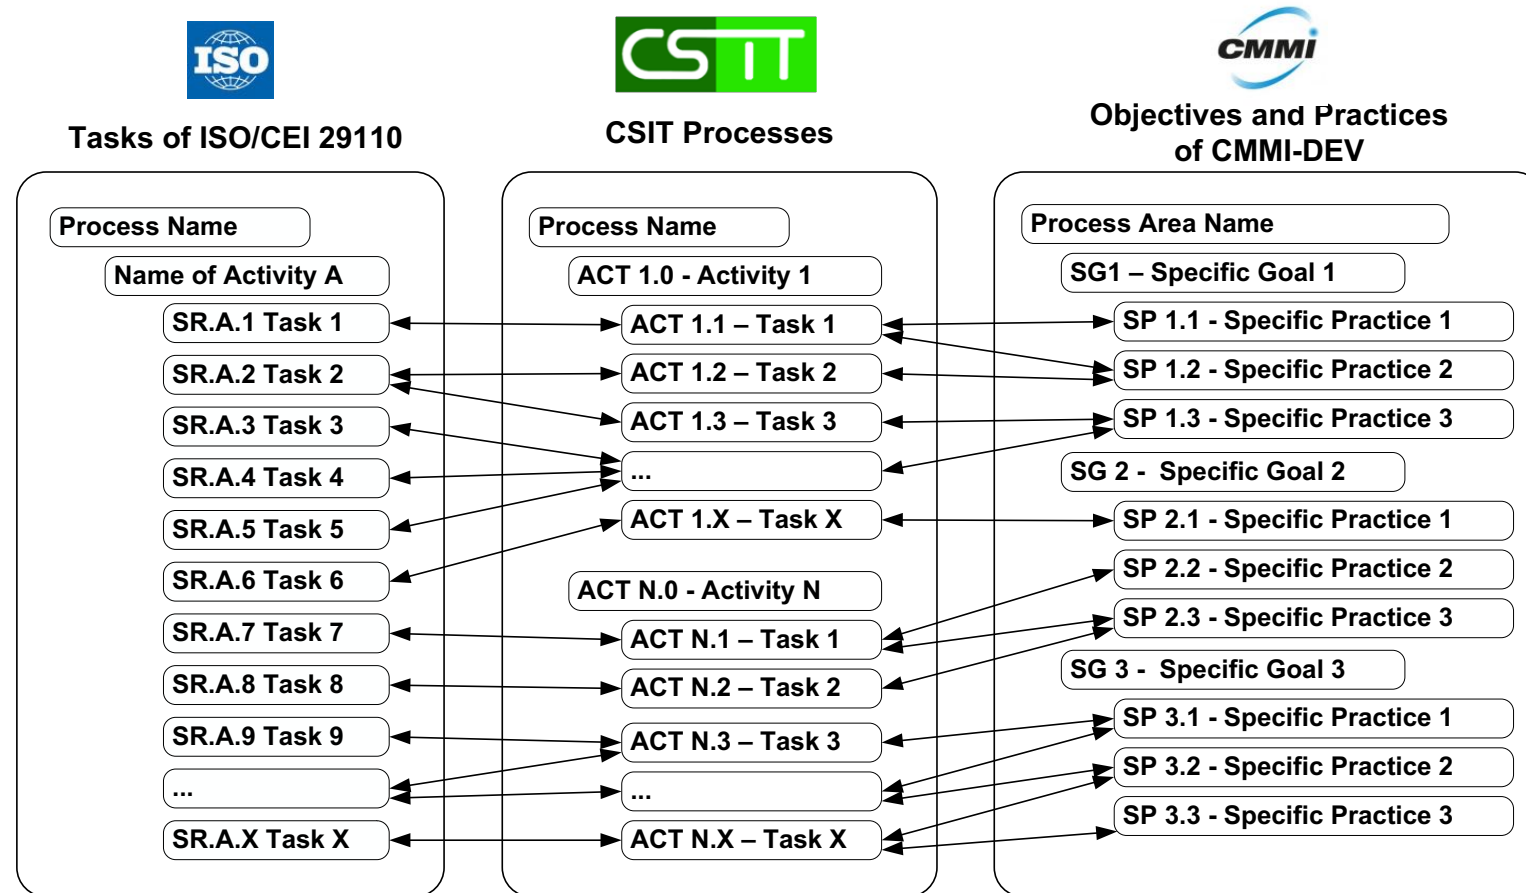 ISO
CSIT
CMMI
Tasks of ISO/CEI 29110
CSIT Processes
Objectives and Practices
of CMMI-DEV
Process Name
Name of Activity A
SR.A.1 Task 1
SR.A.2 Task 2
SR.A.3 Task 3
SR.A.4 Task 4
SR.A.5 Task 5
SR.A.6 Task 6
SR.A.7 Task 7
SR.A.8 Task 8
SR.A.9 Task 9
...
SR.A.X Task X
Process Name
ACT 1.0 - Activity 1
ACT 1.1 – Task 1
ACT 1.2 – Task 2
ACT 1.3 – Task 3
...
ACT 1.X – Task X
ACT N.0 - Activity N
ACT N.1 – Task 1
ACT N.2 – Task 2
ACT N.3 – Task 3
...
ACT N.X – Task X
Process Area Name
SG1 – Specific Goal 1
SP 1.1 - Specific Practice 1
SP 1.2 - Specific Practice 2
SP 1.3 - Specific Practice 3
SG 2 -  Specific Goal 2
SP 2.1 - Specific Practice 1
SP 2.2 - Specific Practice 2
SP 2.3 - Specific Practice 3
SG 3 -  Specific Goal 3
SP 3.1 - Specific Practice 1
SP 3.2 - Specific Practice 2
SP 3.3 - Specific Practice 3